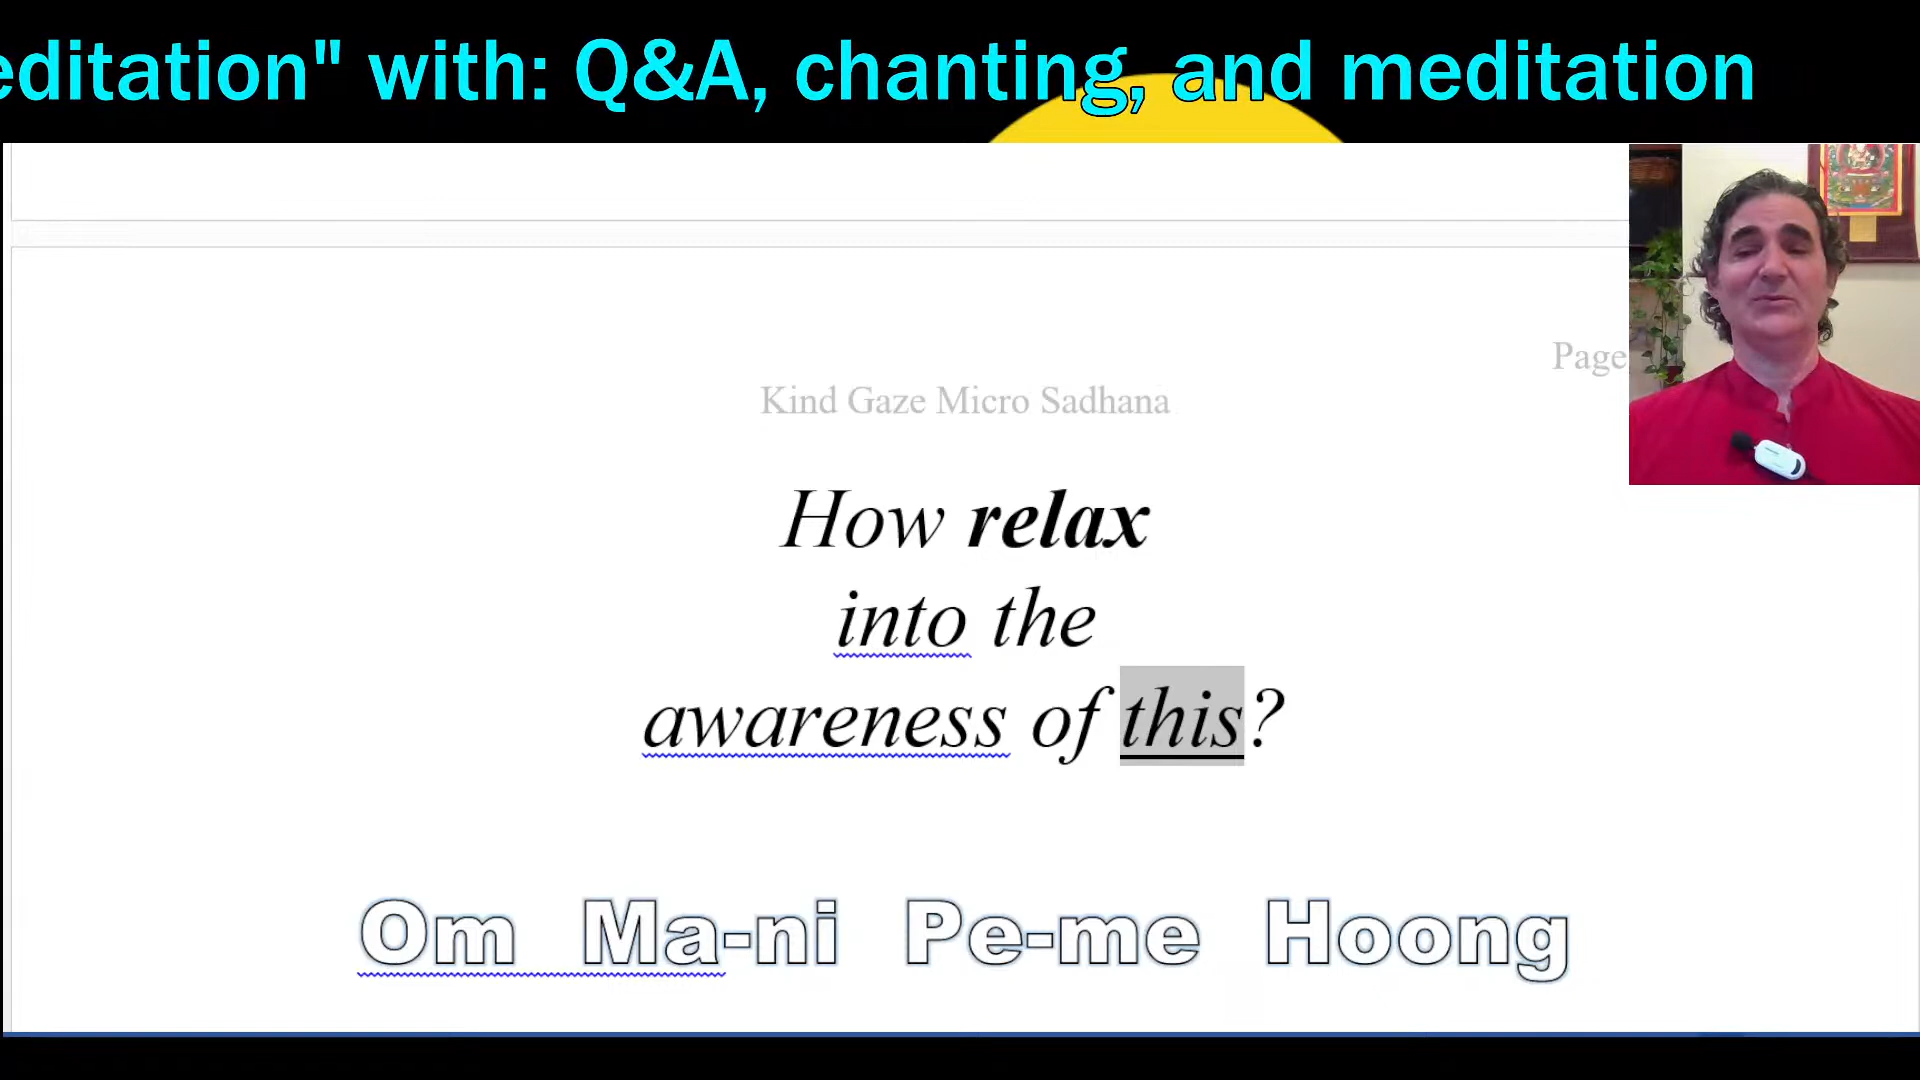 editation" with: Q&A, chanting, and meditation
Page
Kind Gaze Micro Sadhana
How relax
into the
awareness of this?
Om Ma-ni Pe-me Hoong